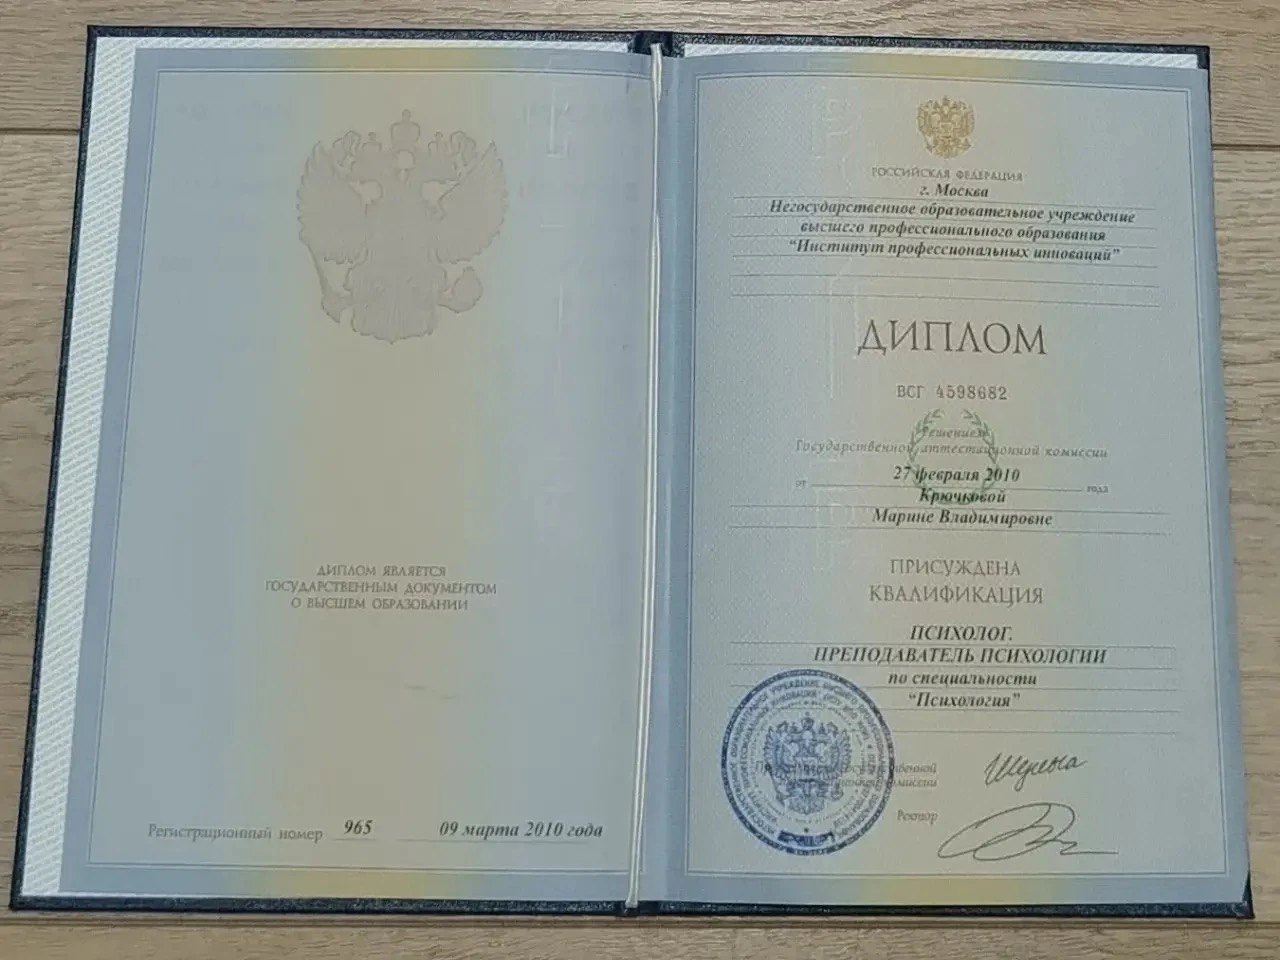 ДИПЛОМ ЯВЛЯЕТСЯ
ГОСУДАРСТВЕННЫМ ДОКУМЕНТОМ
О ВЫСШЕМ ОБРАЗОВАНИИ
Регистрационный номер 965 09 марта 2010 года
РОССИЙСКАЯ ФЕДЕРАЦИЯ
г. Москва
Негосударственное образовательное учреждение
высшего профессионального образования
“Институт профессиональных инноваций”
ДИПЛОМ
ВСГ 4598682
Решением
Государственной аттестационной комиссии
от 27 февраля 2010 года
Крючковой
Марине Владимировне
ПРИСУЖДЕНА
КВАЛИФИКАЦИЯ
ПСИХОЛОГ.
ПРЕПОДАВАТЕЛЬ ПСИХОЛОГИИ
по специальности
“Психология”
комиссии
Ректор